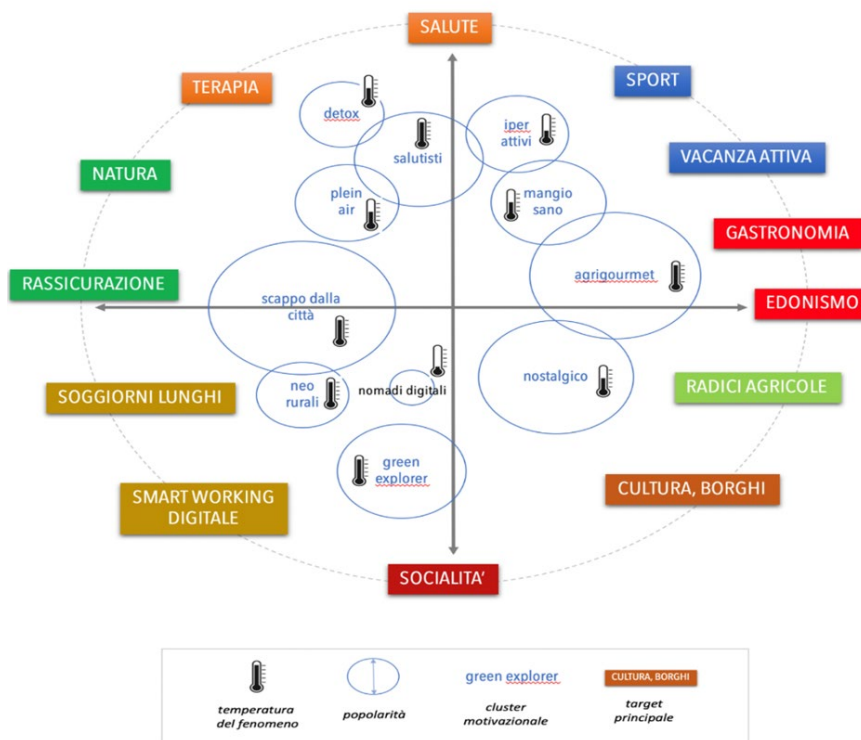 SALUTE
TERAPIA
SPORT
detox
iper
attivi
salutisti
VACANZA ATTIVA
NATURA
plein
air
mangio
sano
GASTRONOMIA
agrigourmet
RASSICURAZIONE
scappo dalla
città
EDONISMO
neo
rurali
nomadi digitali
nostalgico
SOGGIORNI LUNGHI
RADICI AGRICOLE
green
explorer
SMART WORKING
DIGITALE
CULTURA, BORGHI
SOCIALITA'
green explorer
CULTURA, BORGHI
temperatura
del fenomeno
popolarità
cluster
motivazionale
target
principale